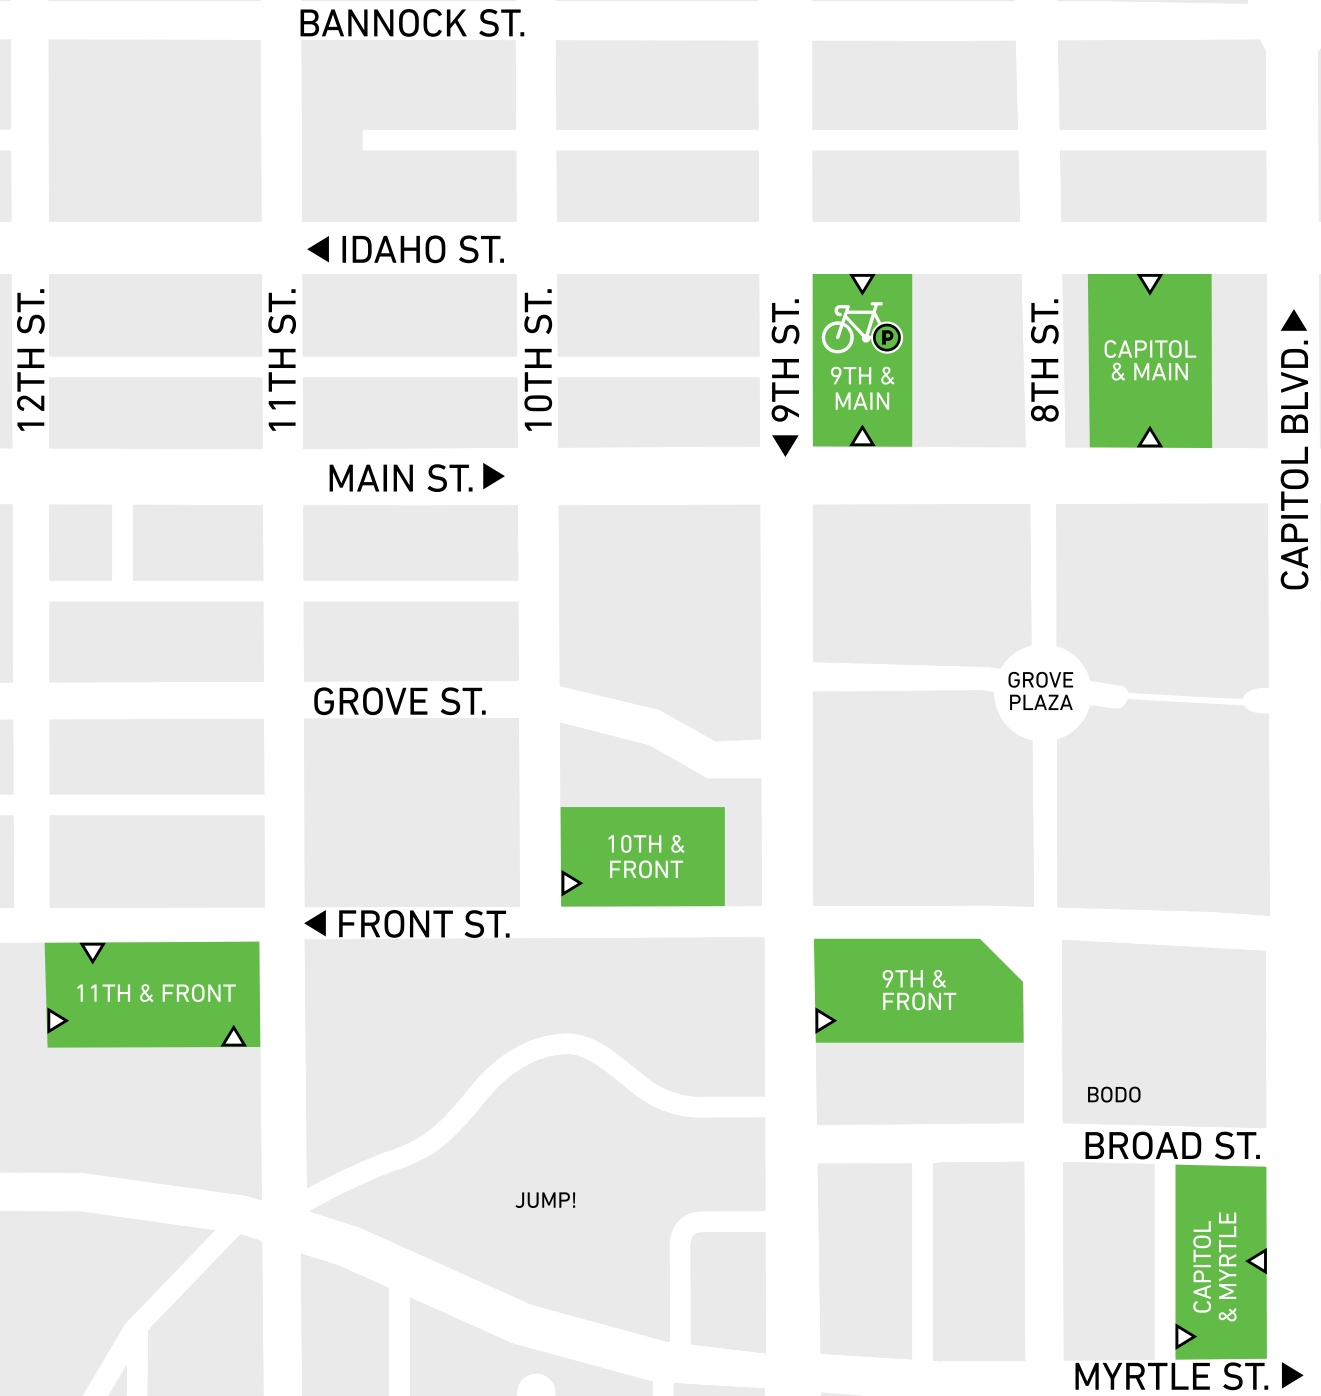 BANNOCK ST.
IDAHO ST.
12TH ST.
11TH ST.
10TH ST.
9TH ST.
P
9TH &
MAIN
8TH ST.
CAPITOL
& MAIN
CAPITOL BLVD.
MAIN ST.
GROVE ST.
GROVE
PLAZA
10TH &
FRONT
FRONT ST.
11TH & FRONT
9TH &
FRONT
BODO
BROAD ST.
JUMP!
CAPITOL
& MYRTLE
MYRTLE ST.